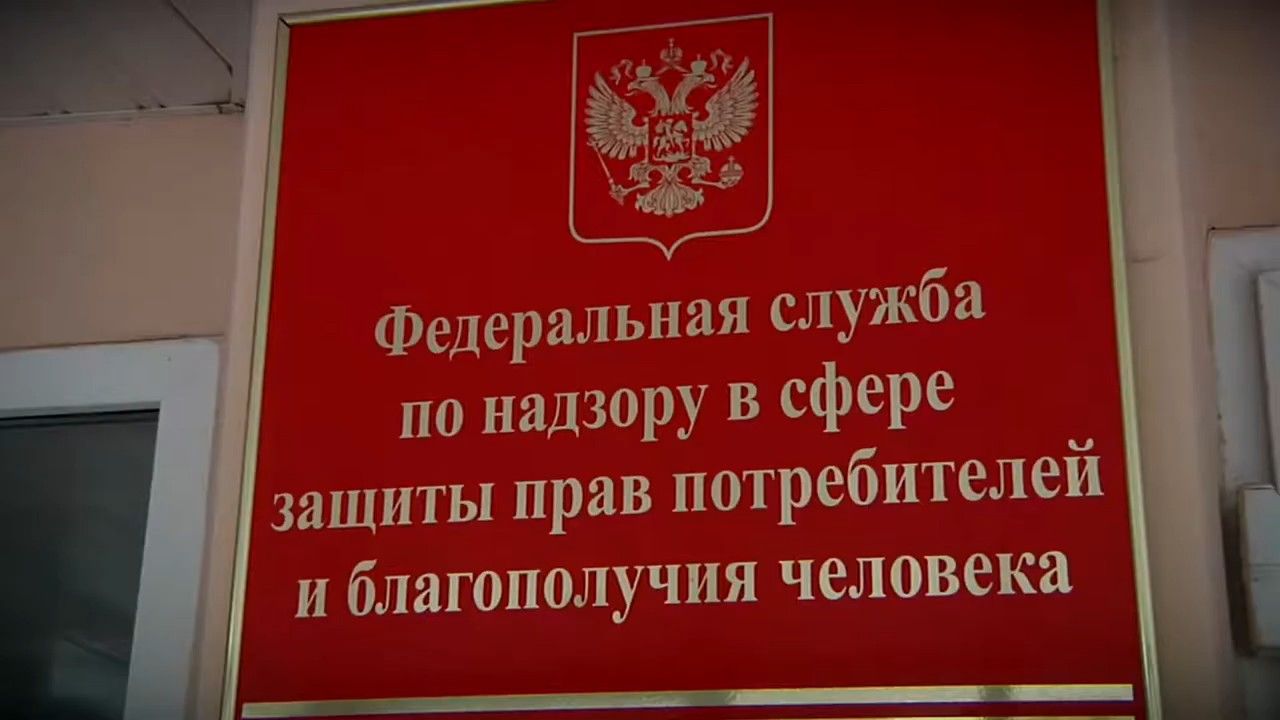 Федеральная служба
по надзору в сфере
защиты прав потребителей
и благополучия человека